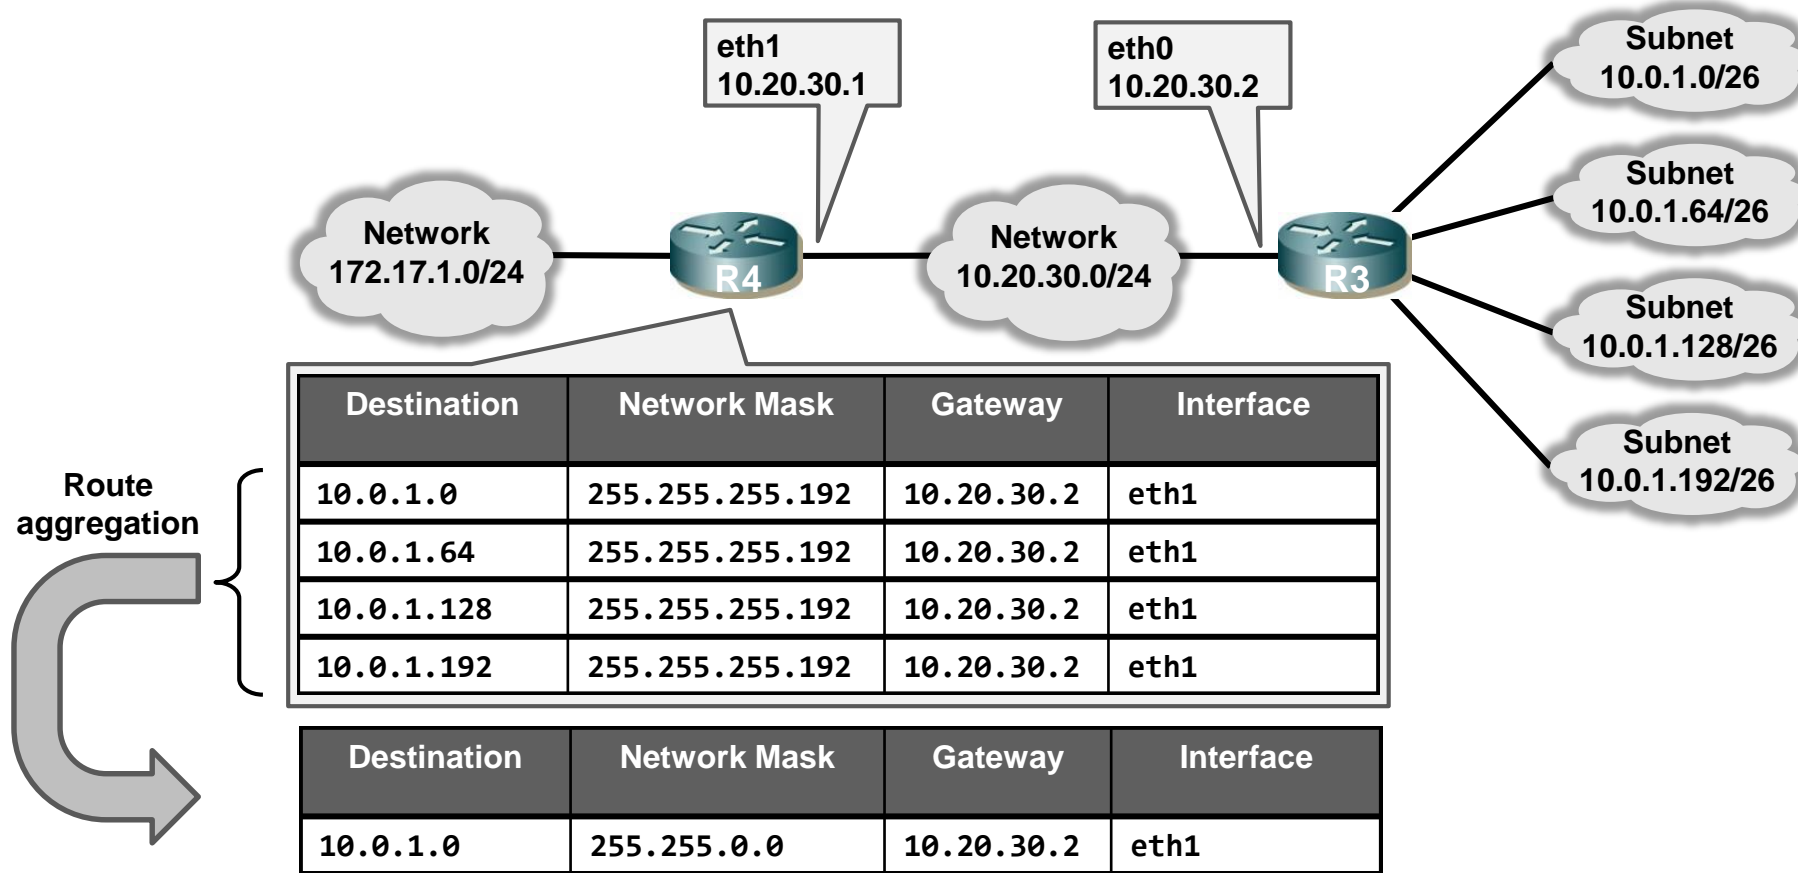 eth1
10.20.30.1
eth0
10.20.30.2
Subnet
10.0.1.0/26
Subnet
10.0.1.64/26
Network
172.17.1.0/24
R4
Network
10.20.30.0/24
R3
Subnet
10.0.1.128/26
Subnet
10.0.1.192/26
Route
aggregation
Destination Network Mask Gateway Interface
10.0.1.0 255.255.255.192 10.20.30.2 eth1
10.0.1.64 255.255.255.192 10.20.30.2 eth1
10.0.1.128 255.255.255.192 10.20.30.2 eth1
10.0.1.192 255.255.255.192 10.20.30.2 eth1
Destination Network Mask Gateway Interface
10.0.1.0 255.255.0.0 10.20.30.2 eth1